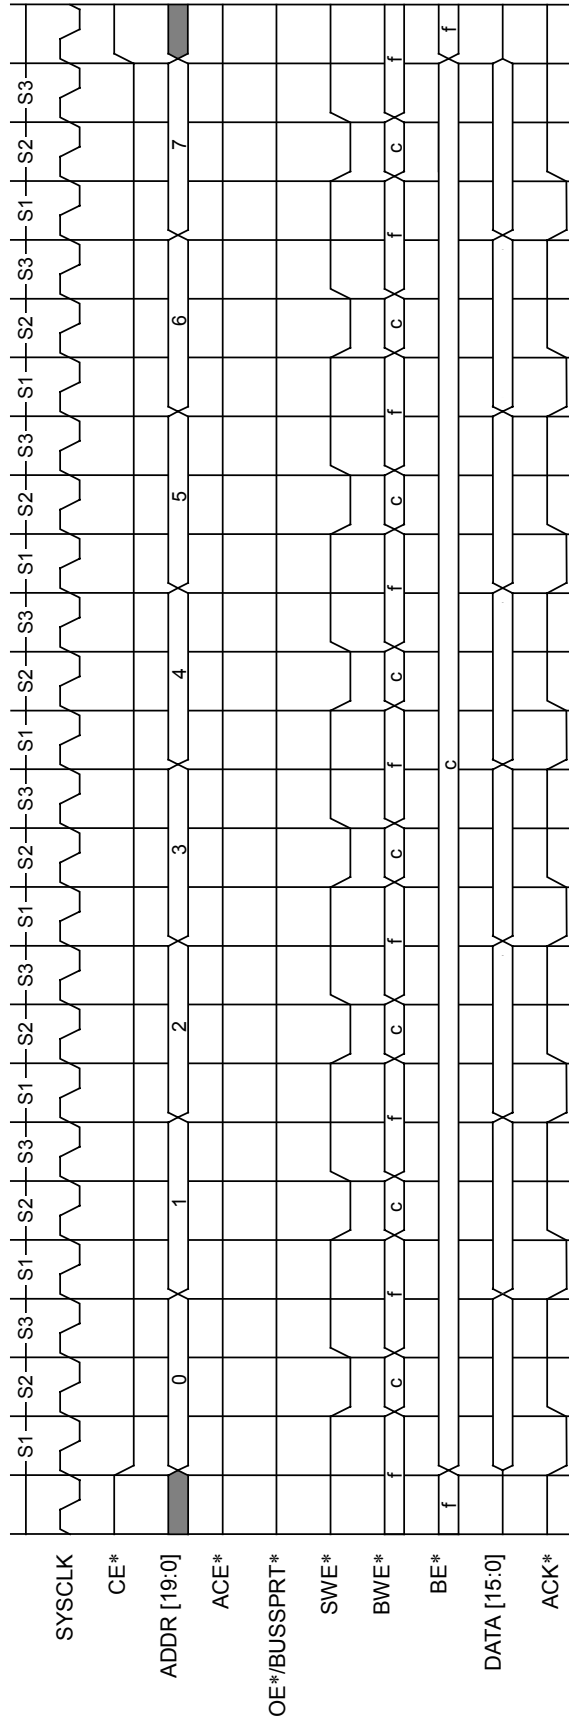 S1 S2 S3 S1 S2 S3 S1 S2 S3 S1 S2 S3 S1 S2 S3 S1 S2 S3 S1 S2 S3 S1 S2 S3
SYSCLK
CE*
ADDR [19:0] 0 1 2 3 4 5 6 7
ACE*
OE*/BUSSPRT*
SWE*
BWE* f c f c f c f c f c f c f c f c f
BE* f c f
DATA [15:0]
ACK*